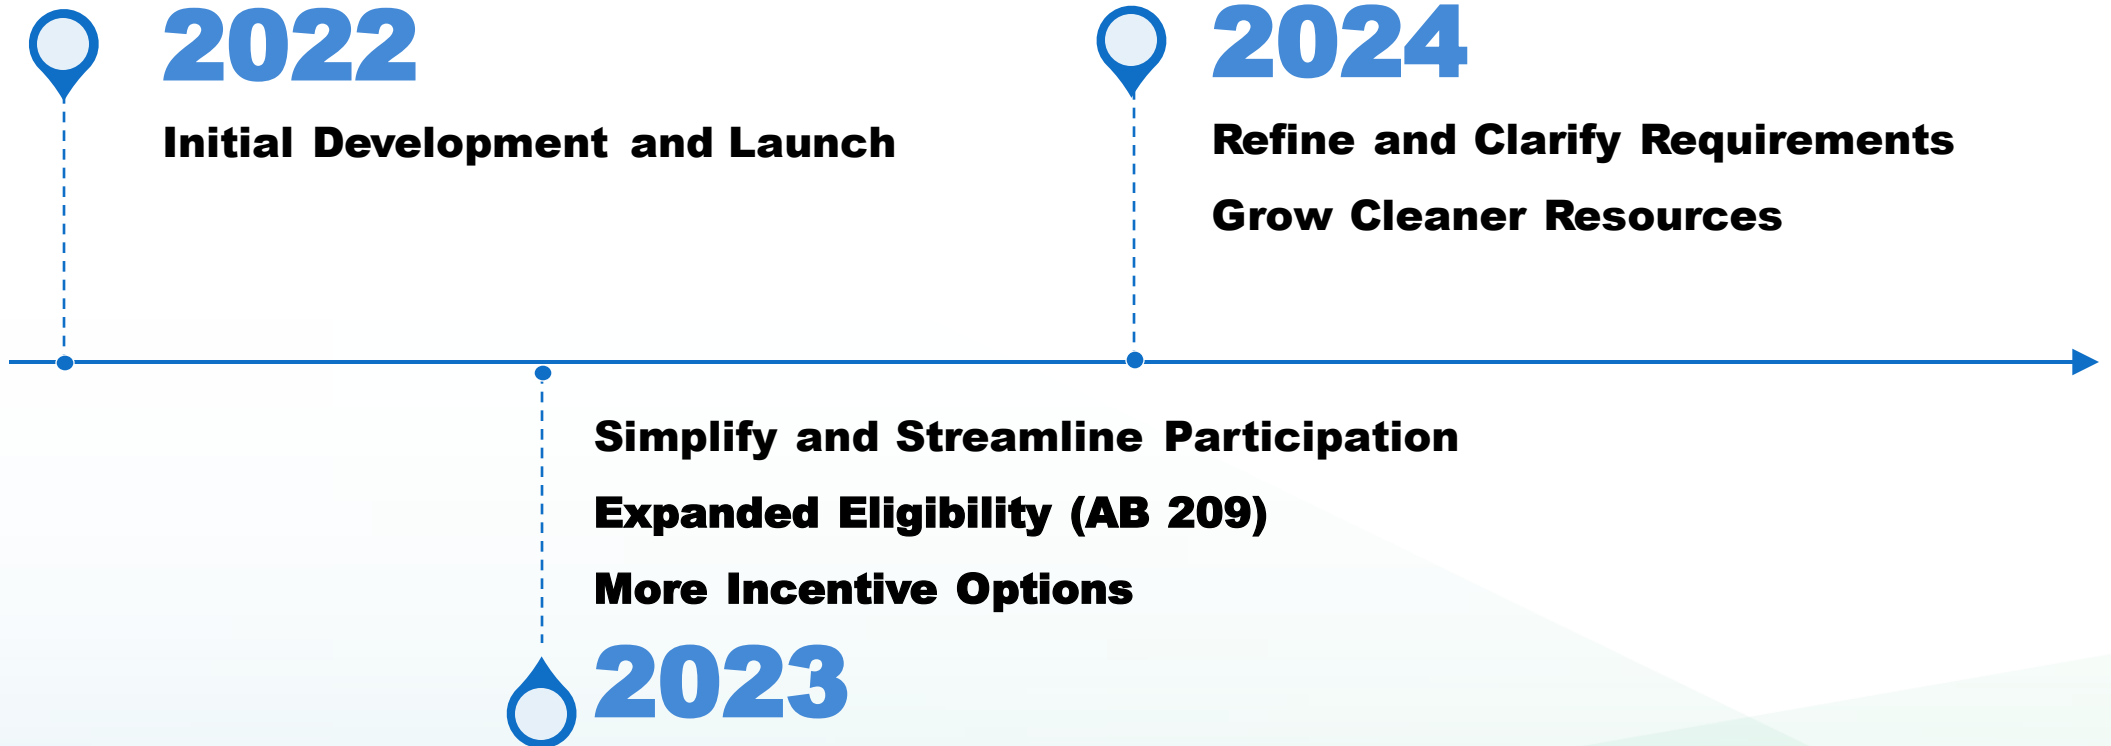 2022
Initial Development and Launch
2024
Refine and Clarify Requirements
Grow Cleaner Resources
Simplify and Streamline Participation
Expanded Eligibility (AB 209)
More Incentive Options
2023